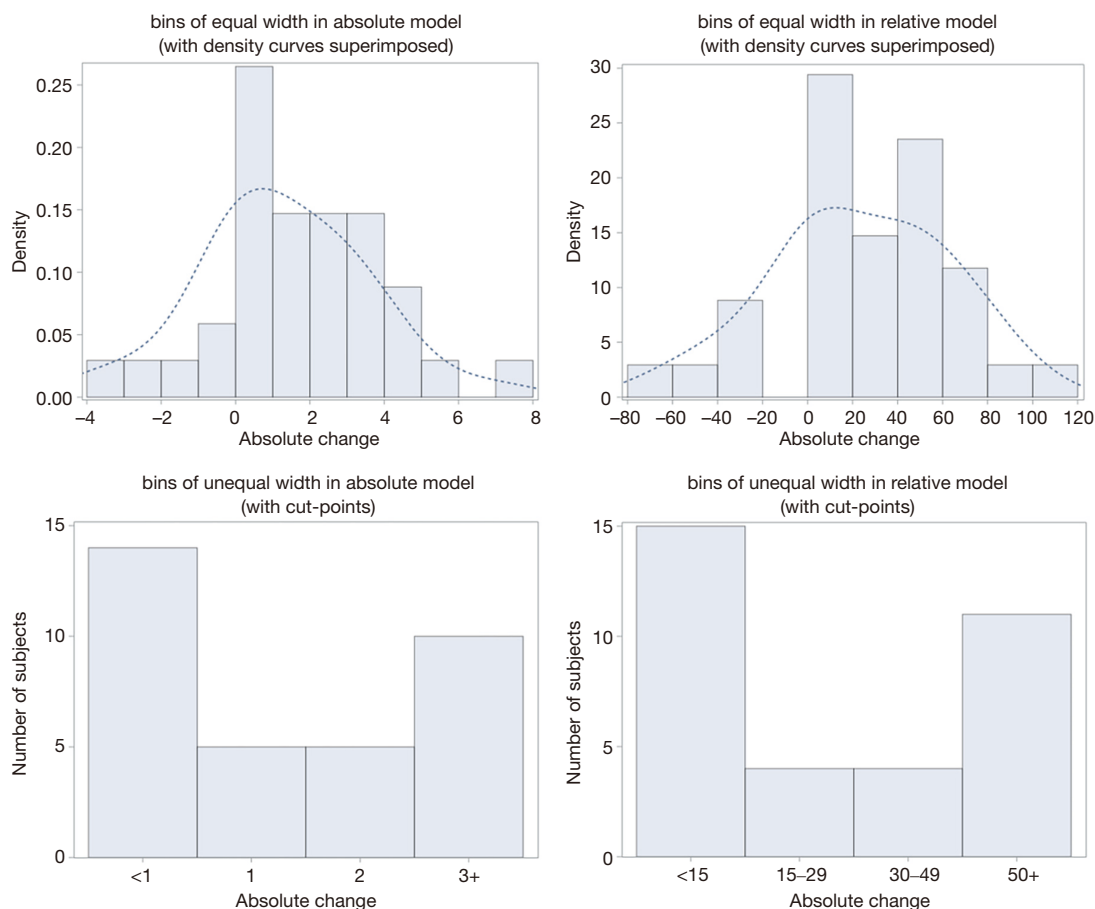 bins of equal width in absolute model
(with density curves superimposed)
0.25
0.20
0.15
0.10
0.05
0.00
Density
–4 –2 0 2 4 6 8
Absolute change
bins of equal width in relative model
(with density curves superimposed)
30
25
20
15
10
5
0
Density
–80 –60 –40 –20 0 20 40 60 80 100 120
Absolute change
bins of unequal width in absolute model
(with cut-points)
15
10
5
0
Number of subjects
<1 1 2 3+
Absolute change
bins of unequal width in relative model
(with cut-points)
15
10
5
0
Number of subjects
<15 15–29 30–49 50+
Absolute change